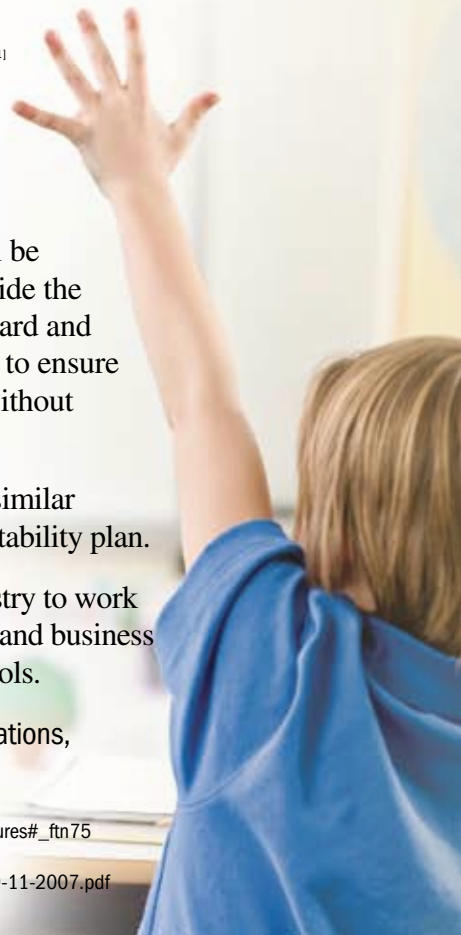 be
ide the
ard and
to ensure
ithout
similar
tability plan.
stry to work
and business
ols.
ations,
ures#_ftn75
-11-2007.pdf